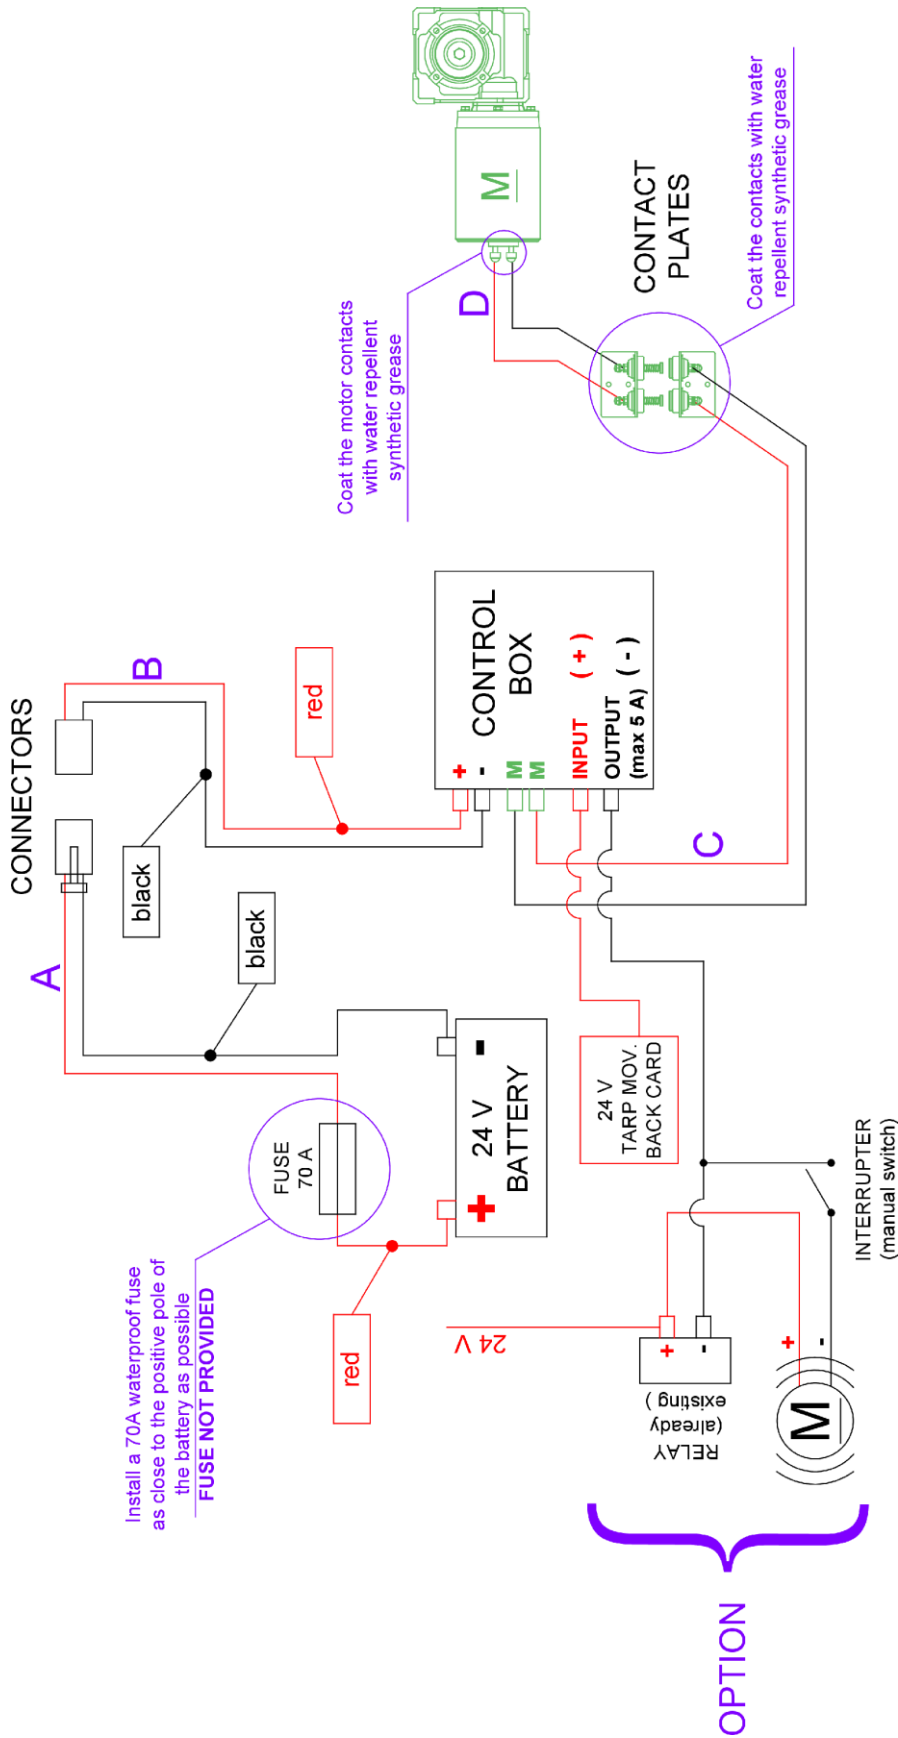 CONNECTORS
A
B
black
black
red
Install a 70A waterproof fuse
as close to the positive pole of
the battery as possible
FUSE NOT PROVIDED
FUSE
70 A
red
+
-
24 V
BATTERY
+
-
M
M
INPUT
OUTPUT
(max 5 A)
CONTROL
BOX
( + )
( - )
Coat the motor contacts
with water repellent
synthetic grease
D
M
CONTACT
PLATES
Coat the contacts with water
repellent synthetic grease
C
24 V
TARP MOV.
BACK CARD
24 V
+
-
RELAY
(already
existing )
+
-
M
INTERRUPTER
(manual switch)
OPTION